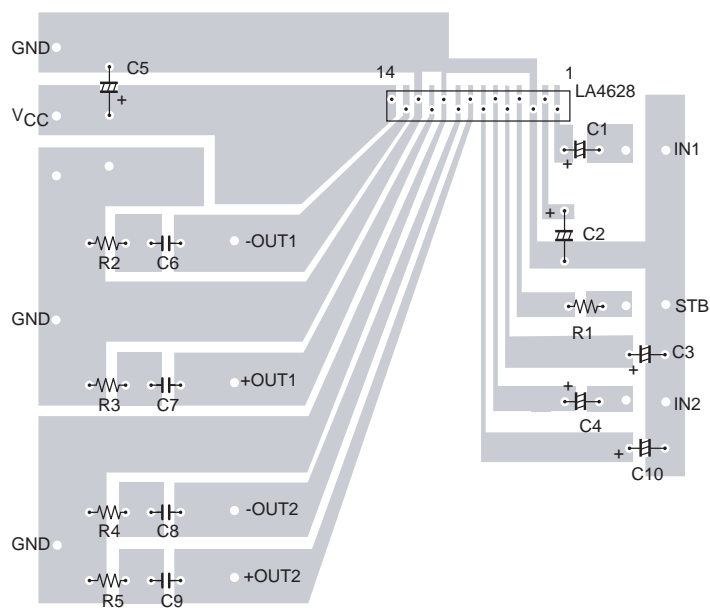 GND
C5
+
VCC
14
1
LA4628
C1
+
IN1
+
C2
R2
C6
-OUT1
GND
STB
R1
C3
+
R3
C7
+OUT1
+
C4
IN2
+
C10
R4
C8
-OUT2
GND
R5
C9
+OUT2